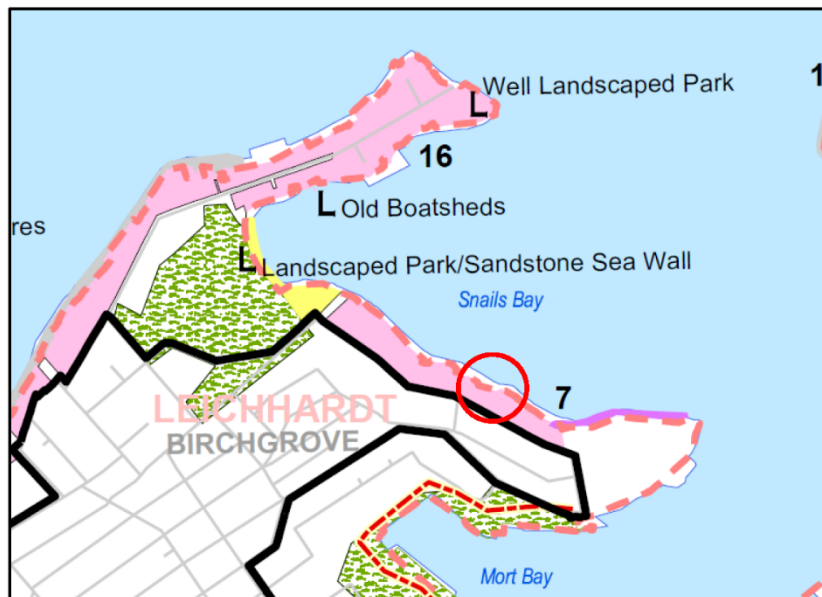 Well Landscaped Park
L
1
16
L Old Boatsheds
res
L Landscaped Park/Sandstone Sea Wall
Snails Bay
7
LEICHHARDT
BIRCHGROVE
Mort Bay